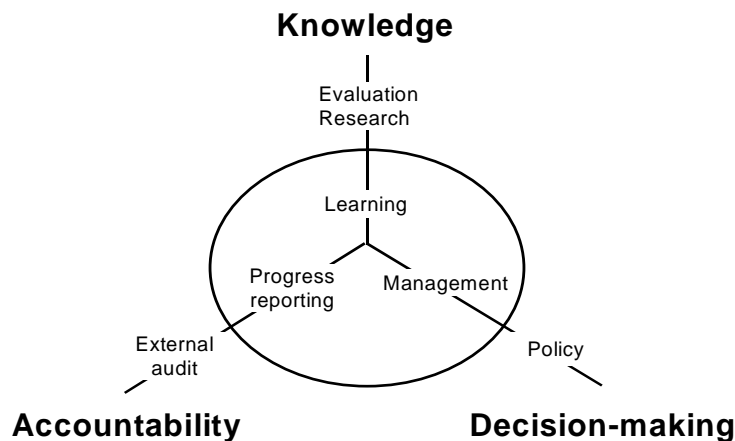 Knowledge
Evaluation
Research
Learning
Progress
reporting
Management
External
audit
Policy
Accountability
Decision-making